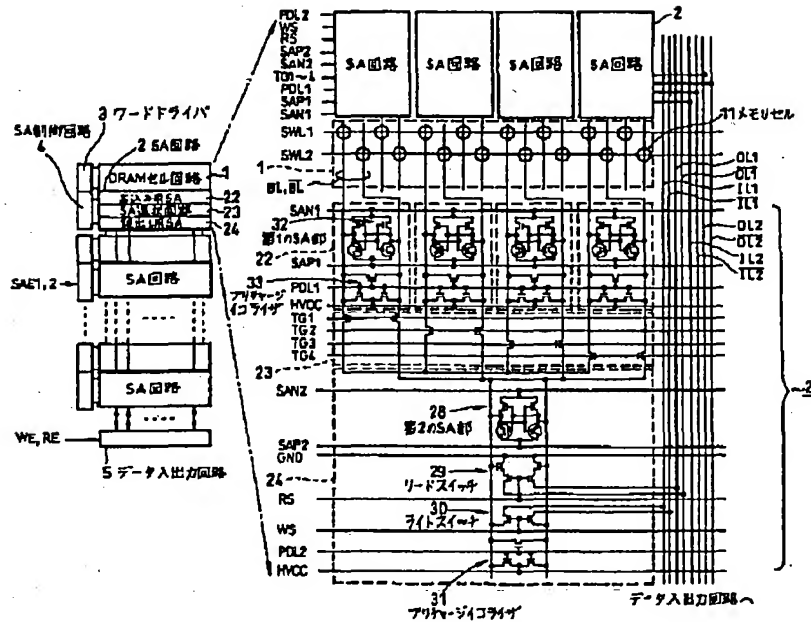 PDL2
WS
RS
SAP2
SAN2
TG1～4
PDL1
SAP1
SAN1
SWL1
SWL2
SA回路
SA回路
SA回路
SA回路
2
11 メモリセル
1
BL, BL
3 ワードドライバ
SA制御回路
4
2 SA回路
DRAMセル回路
1
22
SA選択回路
23
24
SA回路
SAE1,2
SA回路
WE,RE
5 データ入出力回路
DL1
DL1
IL1
IL1
DL2
DL2
IL2
IL2
SAN1
32
第1のSA部
22
SAP1
33
プリチャージイコライザ
PDL1
HVCC
TG1
TG2
TG3
TG4
23
SAN2
28
第2のSA部
SAP2
GND
29
リードスイッチ
24
RS
30
ライトスイッチ
WS
PDL2
HVCC
31
プリチャージイコライザ
データ入出力回路へ
2